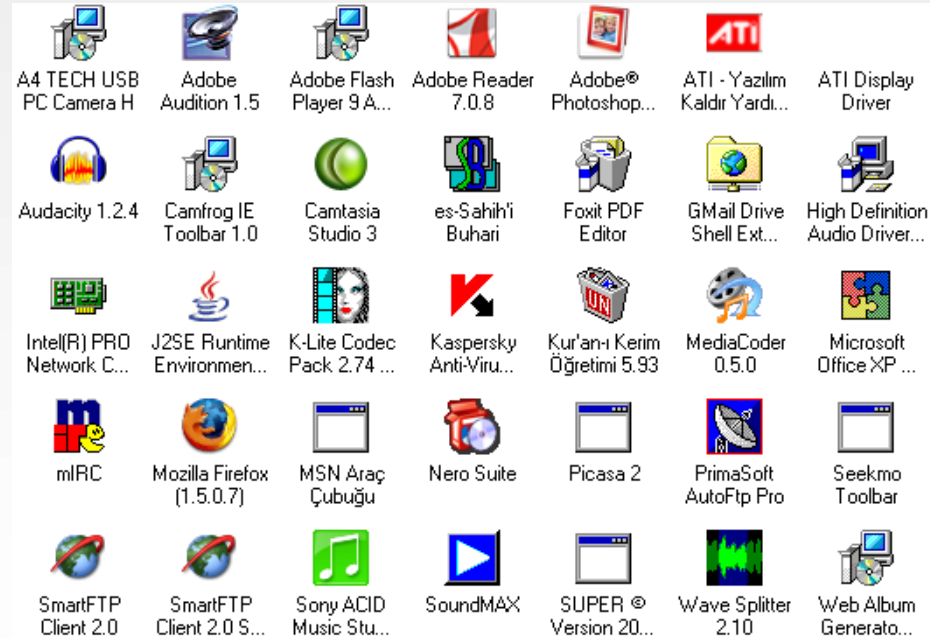 A4 TECH USB PC Camera H
Adobe Audition 1.5
Adobe Flash Player 9 A...
Adobe Reader 7.0.8
Adobe® Photoshop...
ATI - Yazılım Kaldır Yardı...
ATI Display Driver
Audacity 1.2.4
Camfrog IE Toolbar 1.0
Camtasia Studio 3
es-Sahih'i Buhari
Foxit PDF Editor
GMail Drive Shell Ext...
High Definition Audio Driver...
Intel(R) PRO Network C...
J2SE Runtime Environmen...
K-Lite Codec Pack 2.74 ...
Kaspersky Anti-Viru...
Kur'an-ı Kerim Öğretimi 5.93
MediaCoder 0.5.0
Microsoft Office XP ...
mIRC
Mozilla Firefox (1.5.0.7)
MSN Araç Çubuğu
Nero Suite
Picasa 2
PrimaSoft AutoFtp Pro
Seekmo Toolbar
SmartFTP Client 2.0
SmartFTP Client 2.0 S...
Sony ACID Music Stu...
SoundMAX
SUPER © Version 20...
Wave Splitter 2.10
Web Album Generato...